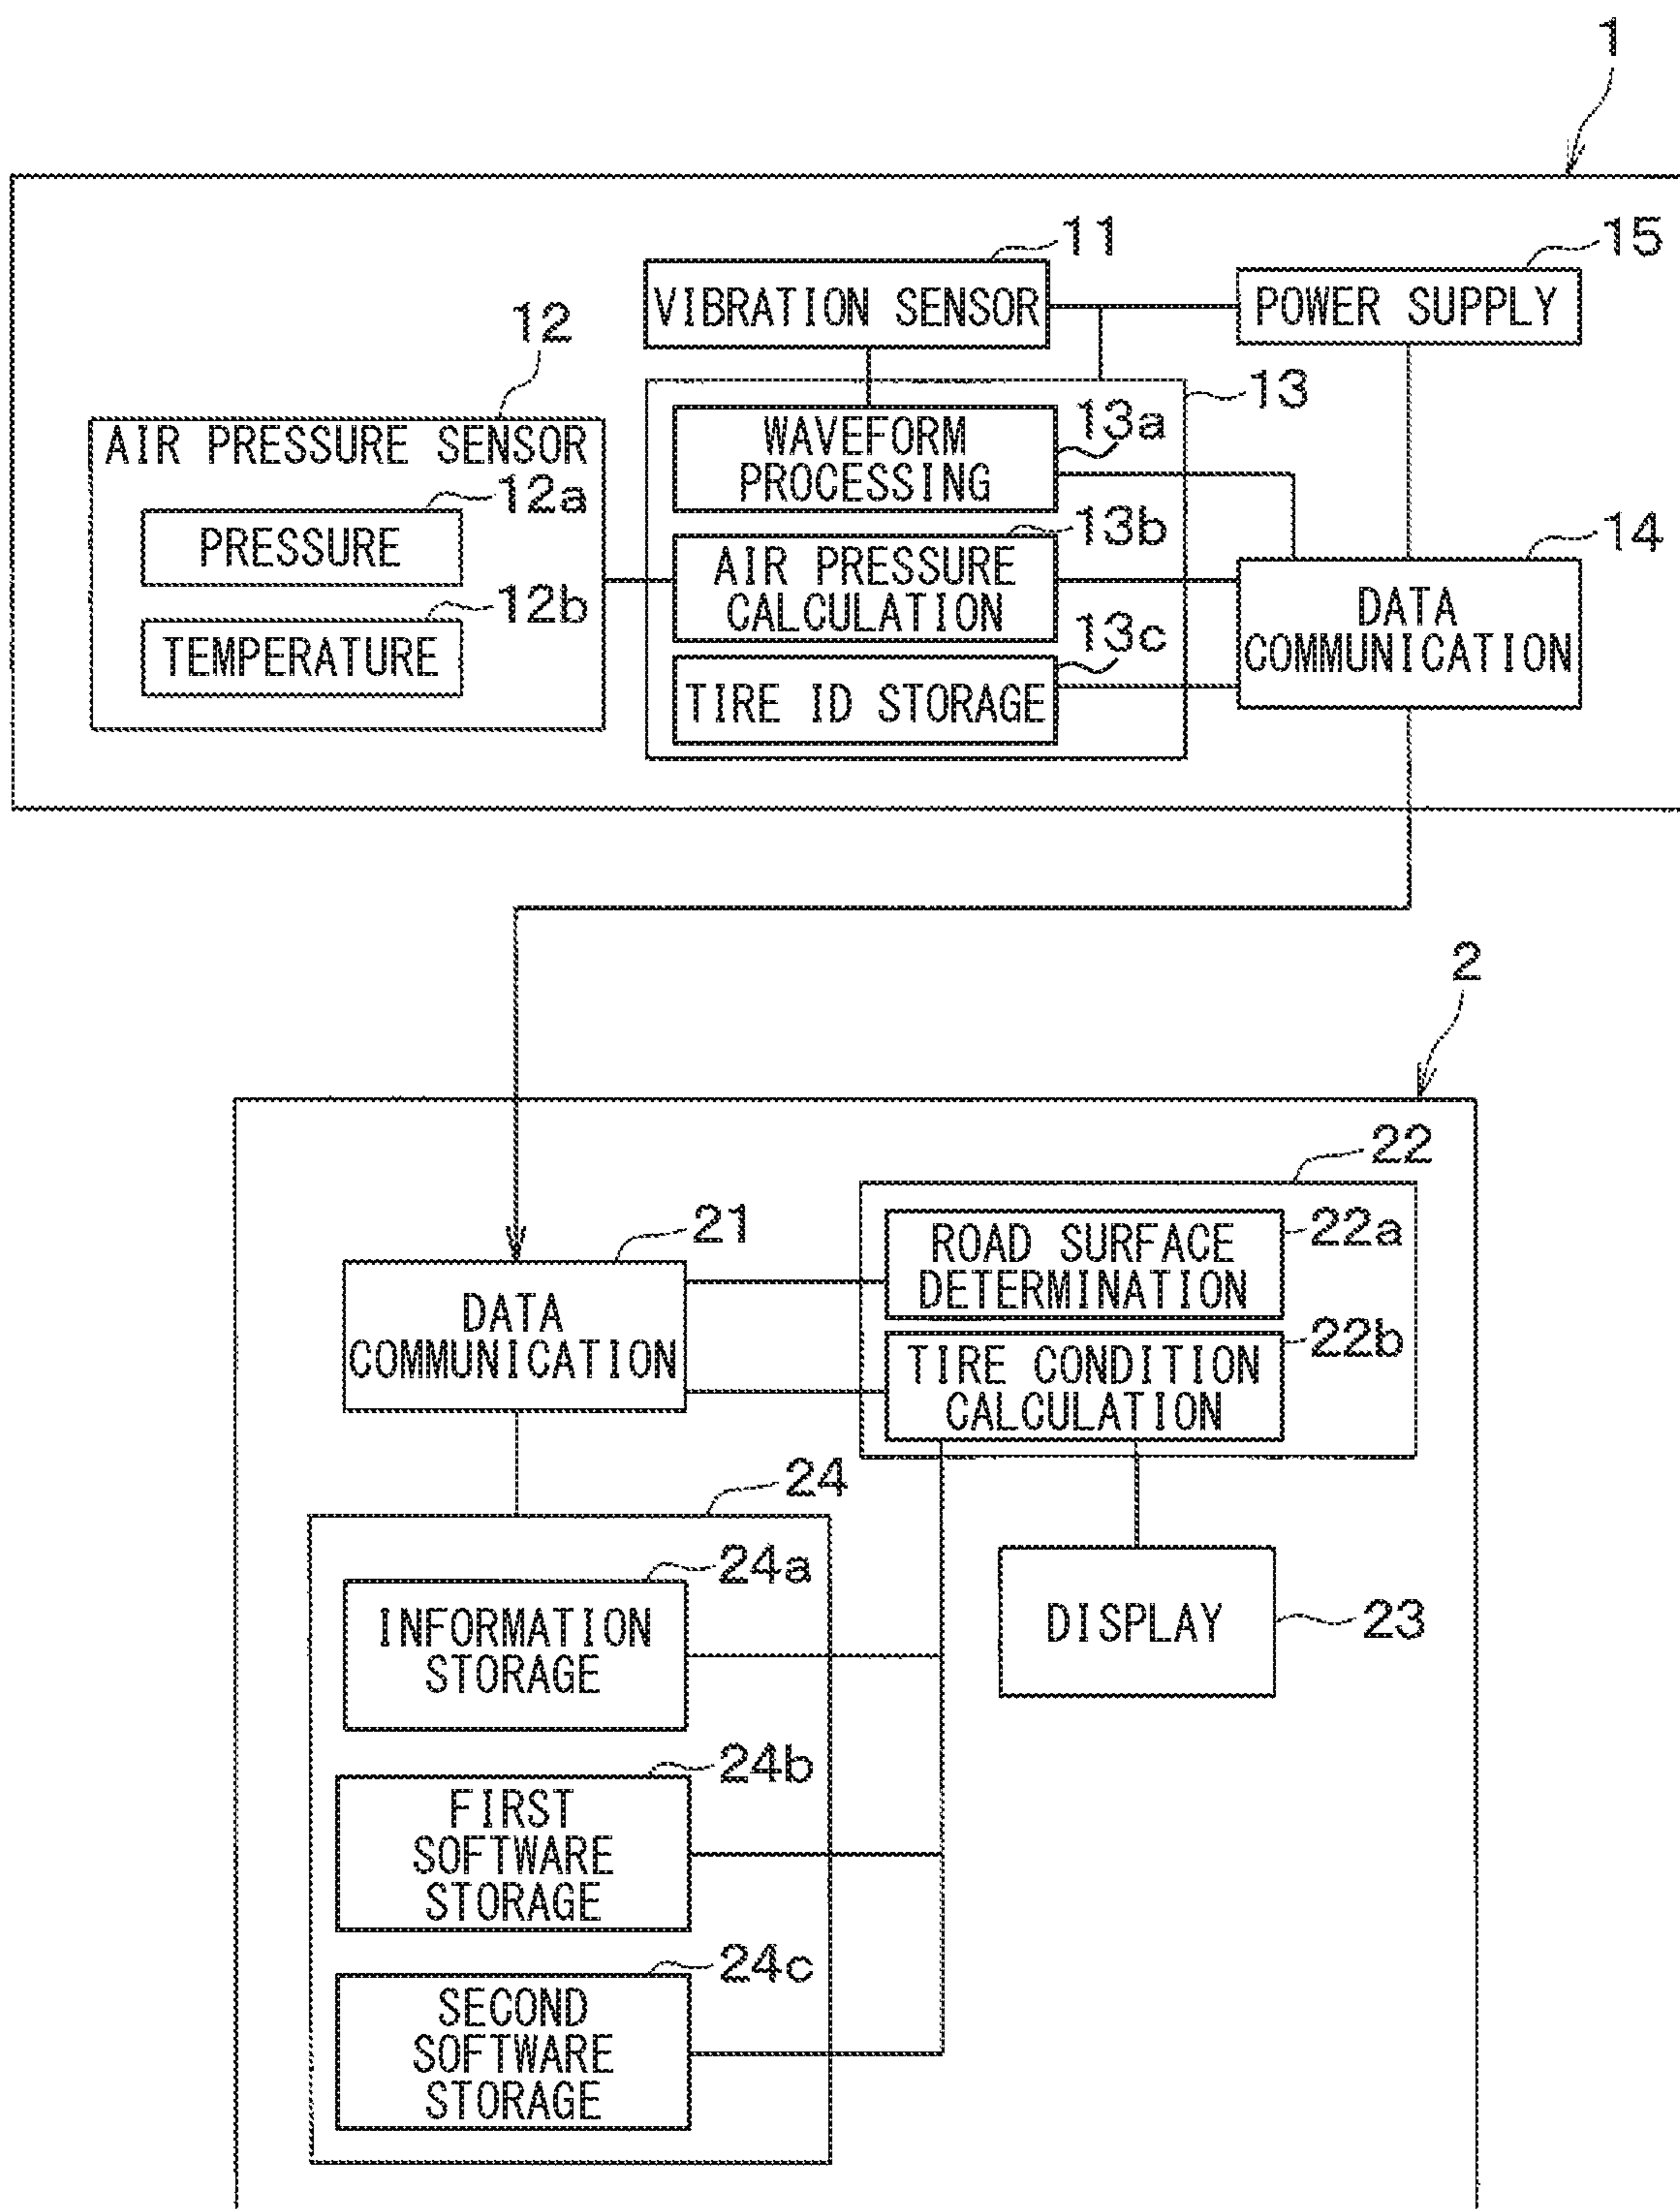 1
11
VIBRATION SENSOR
15
POWER SUPPLY
12
AIR PRESSURE SENSOR
12a
PRESSURE
12b
TEMPERATURE
13
13a
WAVEFORM
PROCESSING
13b
AIR PRESSURE
CALCULATION
13c
TIRE ID STORAGE
14
DATA
COMMUNICATION
2
21
DATA
COMMUNICATION
22
22a
ROAD SURFACE
DETERMINATION
22b
TIRE CONDITION
CALCULATION
24
24a
INFORMATION
STORAGE
23
DISPLAY
24b
FIRST
SOFTWARE
STORAGE
24c
SECOND
SOFTWARE
STORAGE